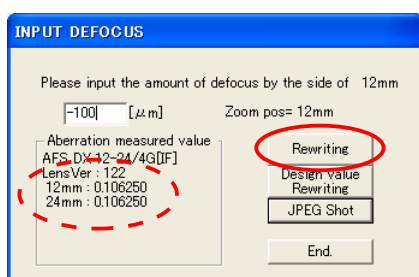 INPUT DEFOCUS
Please input the amount of defocus by the side of 12mm
-100 [μm] Zoom pos= 12mm
Aberration measured value
AFS DX 12-24/4G[IF]
LensVer : 122
12mm : 0.106250
24mm : 0.106250
Rewriting
Design value
Rewriting
JPEG Shot
End.